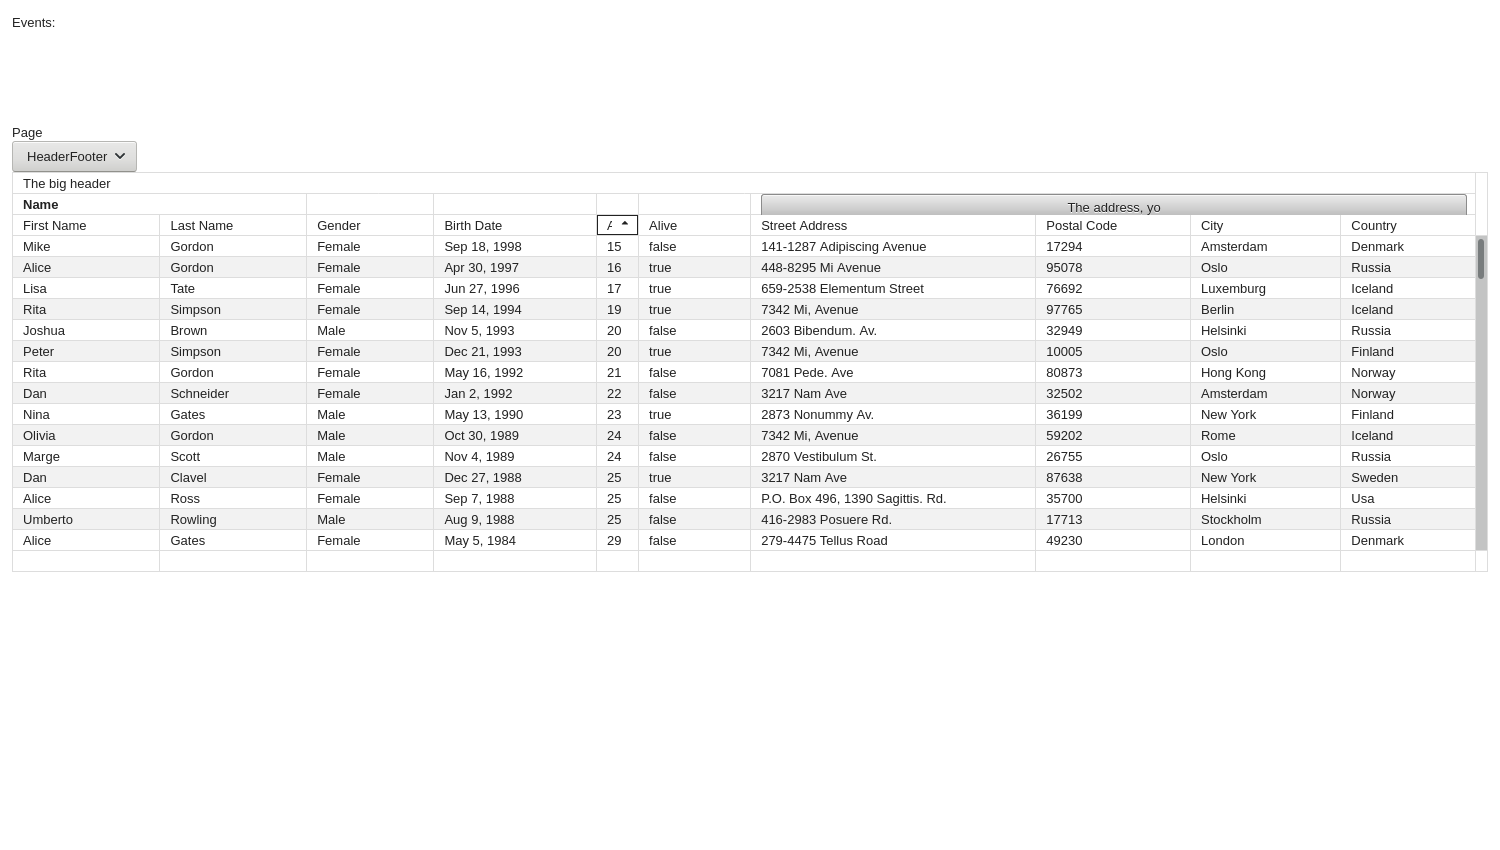 Events:
Page
HeaderFooter
The big header
Name The address, yo
First Name Last Name Gender Birth Date Alive Street Address Postal Code City Country
Mike Gordon Female Sep 18, 1998 15 false 141-1287 Adipiscing Avenue 17294 Amsterdam Denmark
Alice Gordon Female Apr 30, 1997 16 true 448-8295 Mi Avenue 95078 Oslo Russia
Lisa Tate Female Jun 27, 1996 17 true 659-2538 Elementum Street 76692 Luxemburg Iceland
Rita Simpson Female Sep 14, 1994 19 true 7342 Mi, Avenue 97765 Berlin Iceland
Joshua Brown Male Nov 5, 1993 20 false 2603 Bibendum. Av. 32949 Helsinki Russia
Peter Simpson Female Dec 21, 1993 20 true 7342 Mi, Avenue 10005 Oslo Finland
Rita Gordon Female May 16, 1992 21 false 7081 Pede. Ave 80873 Hong Kong Norway
Dan Schneider Female Jan 2, 1992 22 false 3217 Nam Ave 32502 Amsterdam Norway
Nina Gates Male May 13, 1990 23 true 2873 Nonummy Av. 36199 New York Finland
Olivia Gordon Male Oct 30, 1989 24 false 7342 Mi, Avenue 59202 Rome Iceland
Marge Scott Male Nov 4, 1989 24 false 2870 Vestibulum St. 26755 Oslo Russia
Dan Clavel Female Dec 27, 1988 25 true 3217 Nam Ave 87638 New York Sweden
Alice Ross Female Sep 7, 1988 25 false P.O. Box 496, 1390 Sagittis. Rd. 35700 Helsinki Usa
Umberto Rowling Male Aug 9, 1988 25 false 416-2983 Posuere Rd. 17713 Stockholm Russia
Alice Gates Female May 5, 1984 29 false 279-4475 Tellus Road 49230 London Denmark